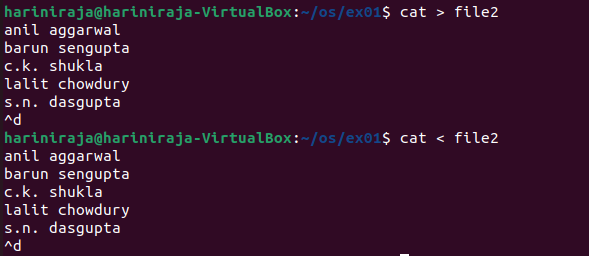 hariniraja@hariniraja-VirtualBox:~/os/ex01$ cat > file2
anil aggarwal
barun sengupta
c.k. shukla
lalit chowdury
s.n. dasgupta
^d
hariniraja@hariniraja-VirtualBox:~/os/ex01$ cat < file2
anil aggarwal
barun sengupta
c.k. shukla
lalit chowdury
s.n. dasgupta
^d